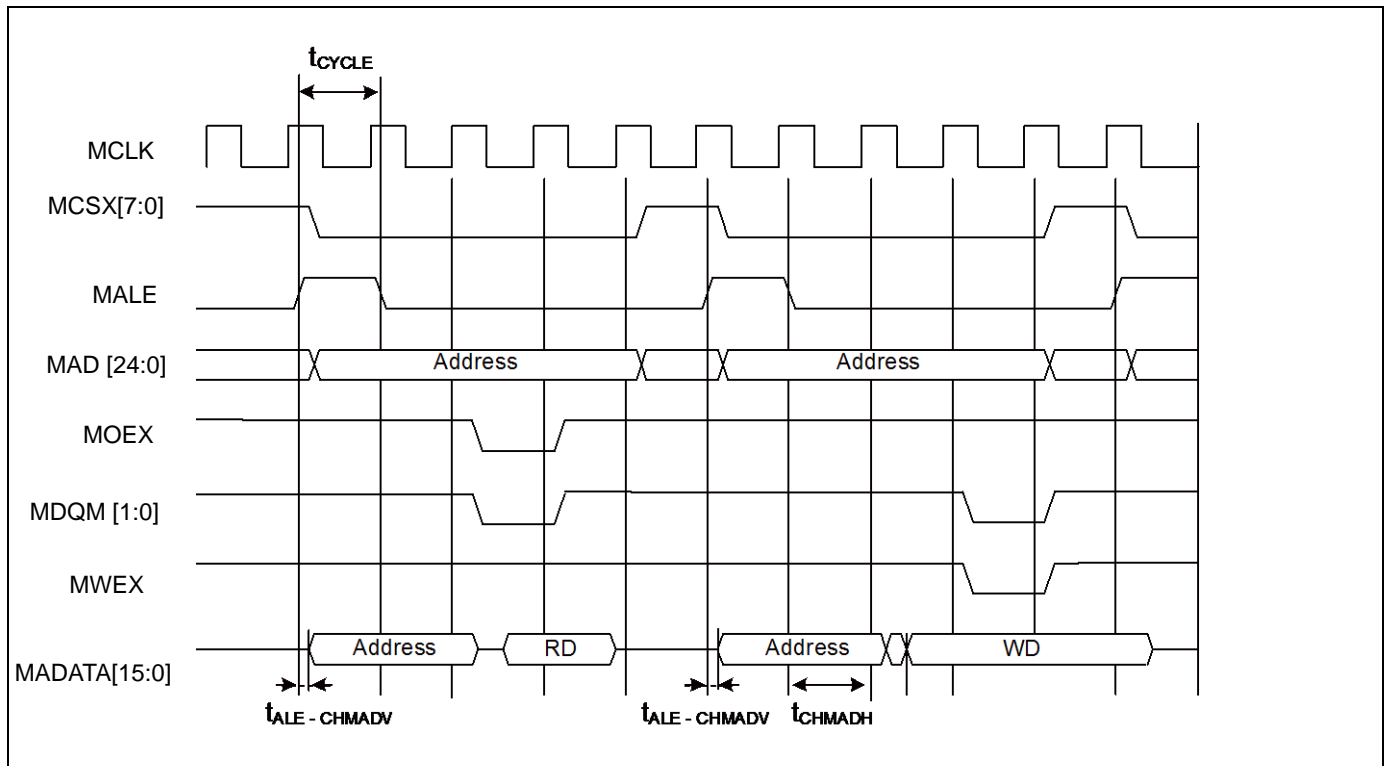 tCYCLE
MCLK
MCSX[7:0]
MALE
MAD [24:0]
Address
Address
MOEX
MDQM [1:0]
MWEX
MADATA[15:0]
Address
RD
Address
WD
tALE - CHMADV
tALE - CHMADV
tCHMADH